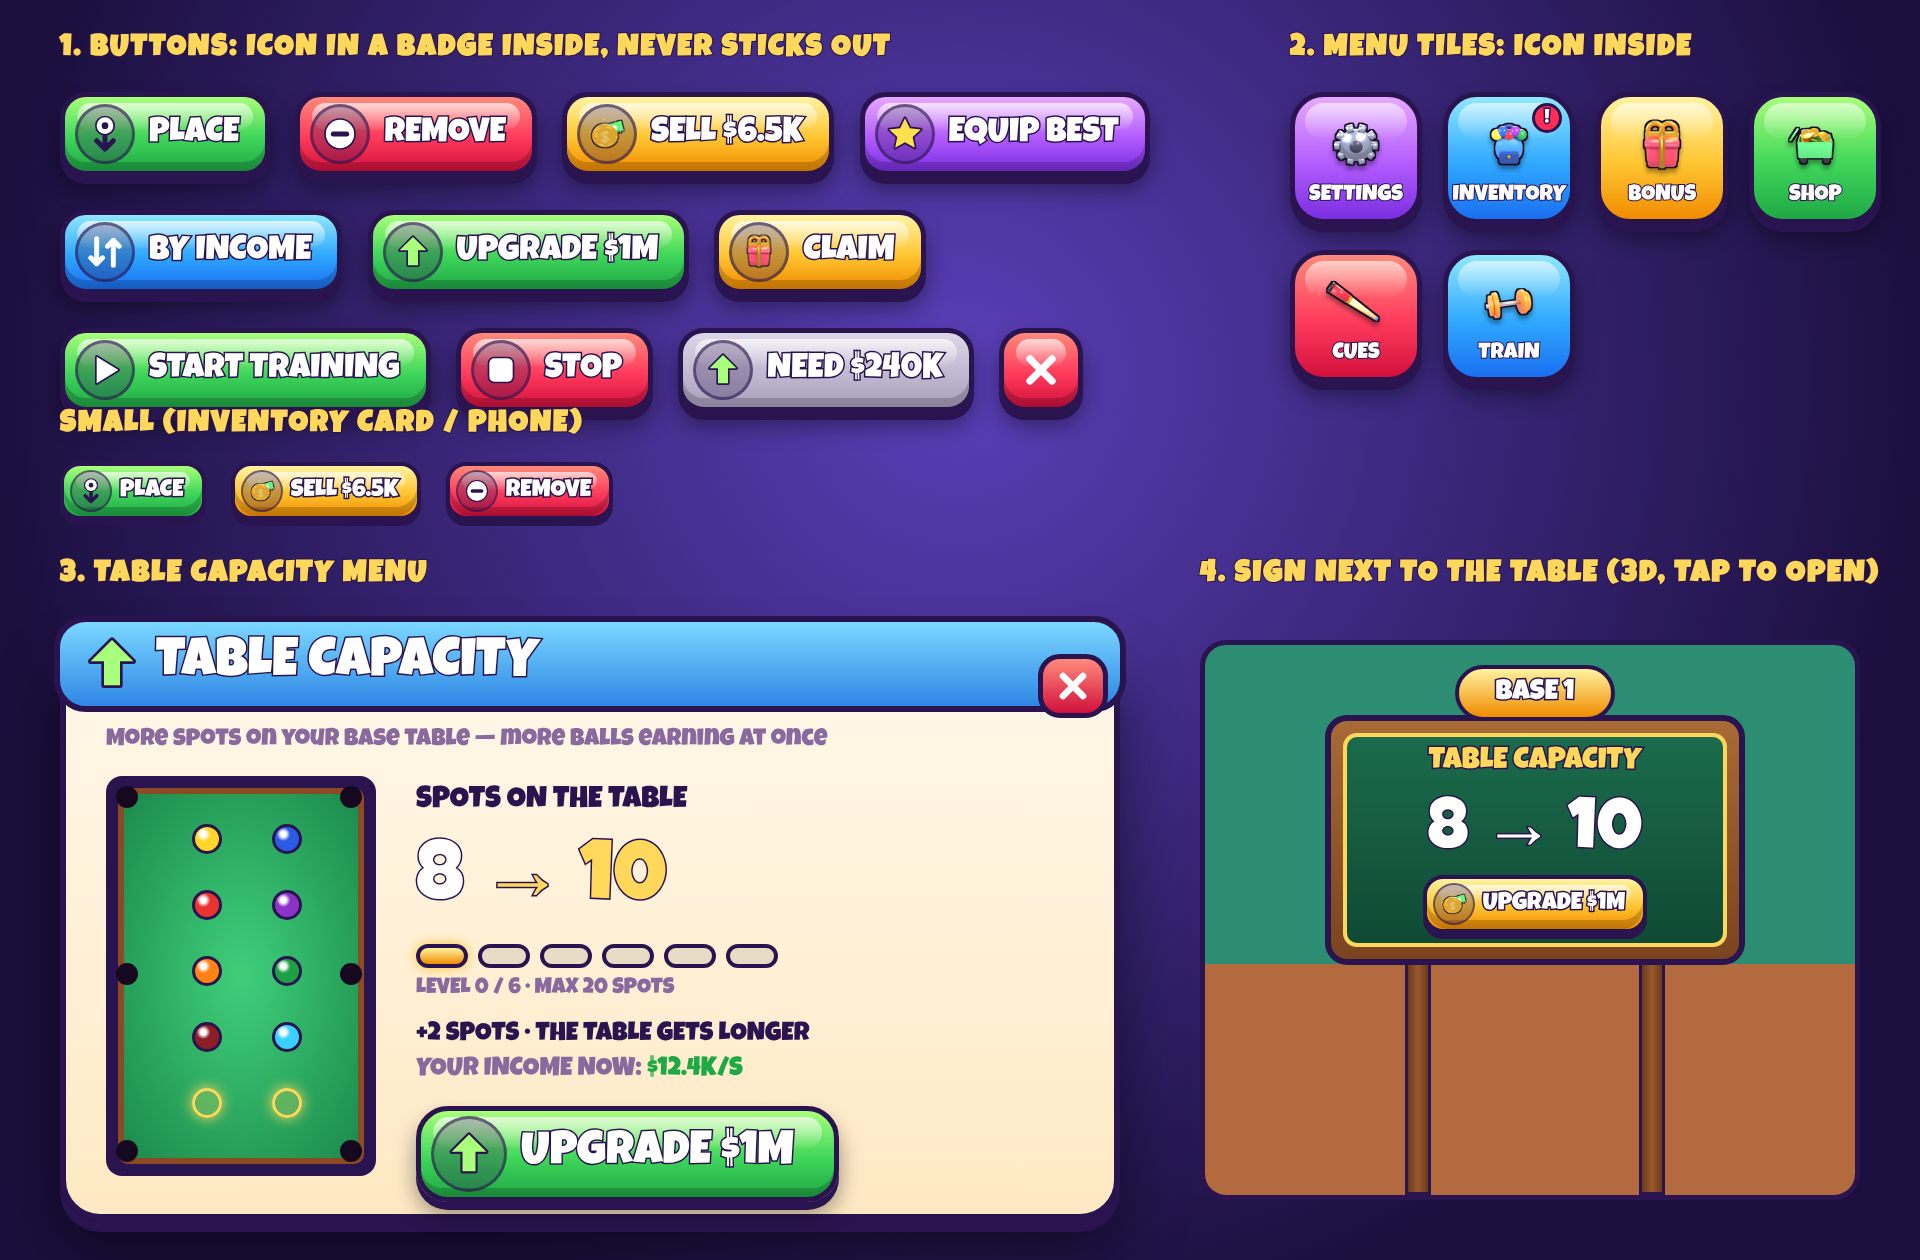 1. BUTTONS: ICON IN A BADGE INSIDE, NEVER STICKS OUT
PLACE
REMOVE
SELL $6.5K
EQUIP BEST
BY INCOME
UPGRADE $1M
CLAIM
START TRAINING
STOP
NEED $240K
SMALL (INVENTORY CARD / PHONE)
PLACE
SELL $6.5K
REMOVE
2. MENU TILES: ICON INSIDE
SETTINGS
!
INVENTORY
BONUS
SHOP
CUES
TRAIN
3. TABLE CAPACITY MENU
TABLE CAPACITY
More spots on your base table — more balls earning at once
SPOTS ON THE TABLE
8 → 10
LEVEL 0 / 6 · MAX 20 SPOTS
+2 SPOTS · THE TABLE GETS LONGER
YOUR INCOME NOW: $12.4K/S
UPGRADE $1M
4. SIGN NEXT TO THE TABLE (3D, TAP TO OPEN)
BASE 1
TABLE CAPACITY
8 → 10
UPGRADE $1M